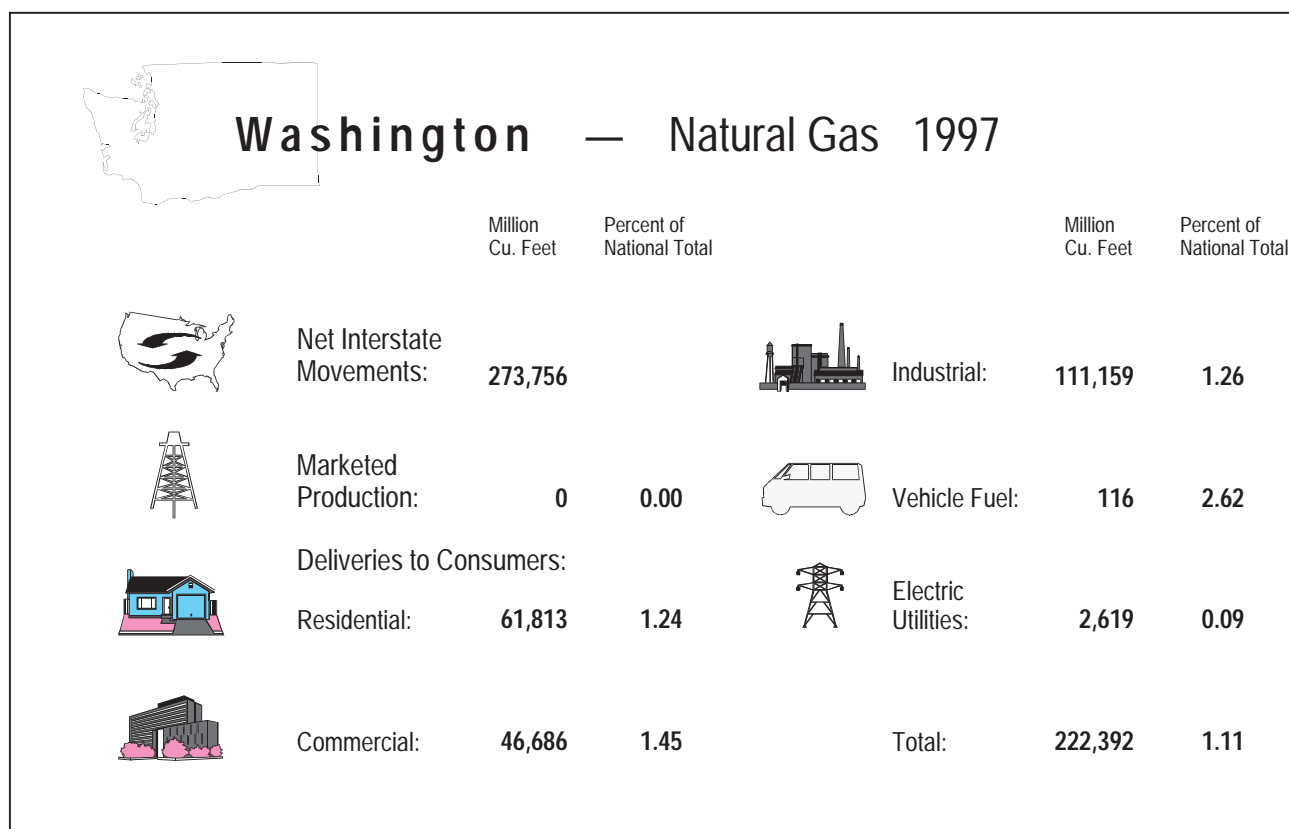 Washington — Natural Gas 1997
Million Percent of Million Percent of
Cu. Feet National Total Cu. Feet National Total
Net Interstate
Movements: 273,756
Industrial: 111,159 1.26
Marketed
Production: 0 0.00
Vehicle Fuel: 116 2.62
Deliveries to Consumers:
Residential: 61,813 1.24
Electric
Utilities: 2,619 0.09
Commercial: 46,686 1.45
Total: 222,392 1.11